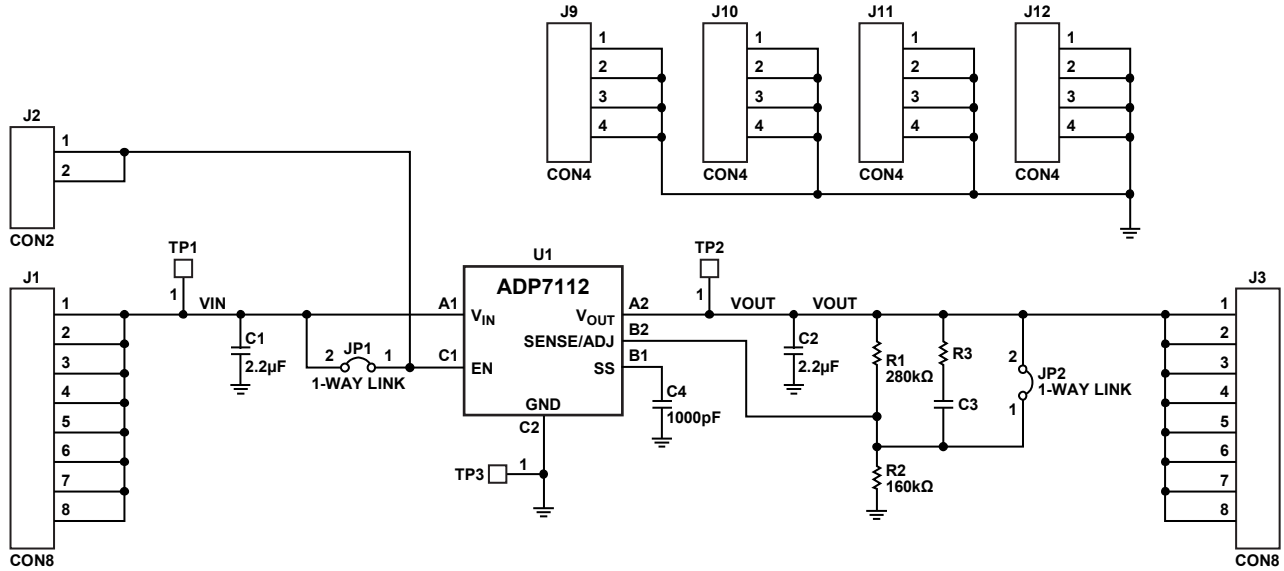 J9
J10
J11
J12
1
2
3
4
1
2
3
4
1
2
3
4
1
2
3
4
CON4
CON4
CON4
CON4
J2
1
2
CON2
J1
1
2
3
4
5
6
7
8
CON8
TP1
1
VIN
C1
2.2µF
2
JP1
1
1-WAY LINK
U1
ADP7112
A1
VIN
C1
EN
VOUT
A2
SENSE/ADJ
B2
SS
B1
GND
C2
TP3
1
C4
1000pF
TP2
1
VOUT
VOUT
C2
2.2µF
R1
280kΩ
R3
C3
2
JP2
1-WAY LINK
1
R2
160kΩ
J3
1
2
3
4
5
6
7
8
CON8